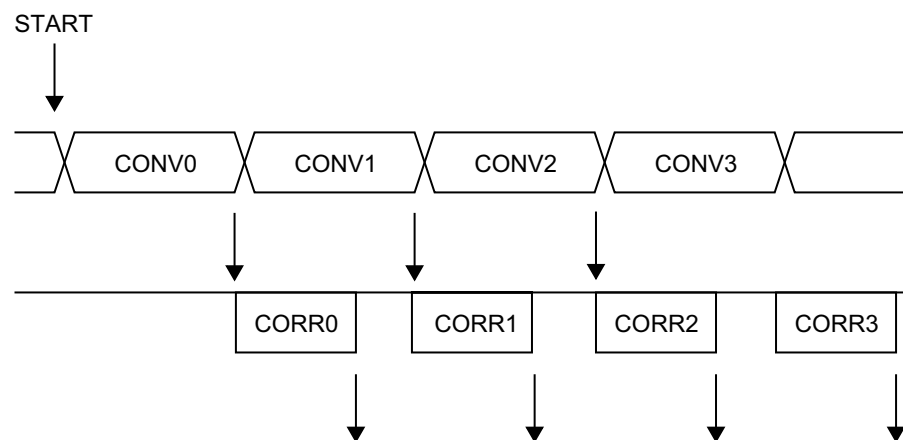 START
CONV0 CONV1 CONV2 CONV3
CORR0 CORR1 CORR2 CORR3